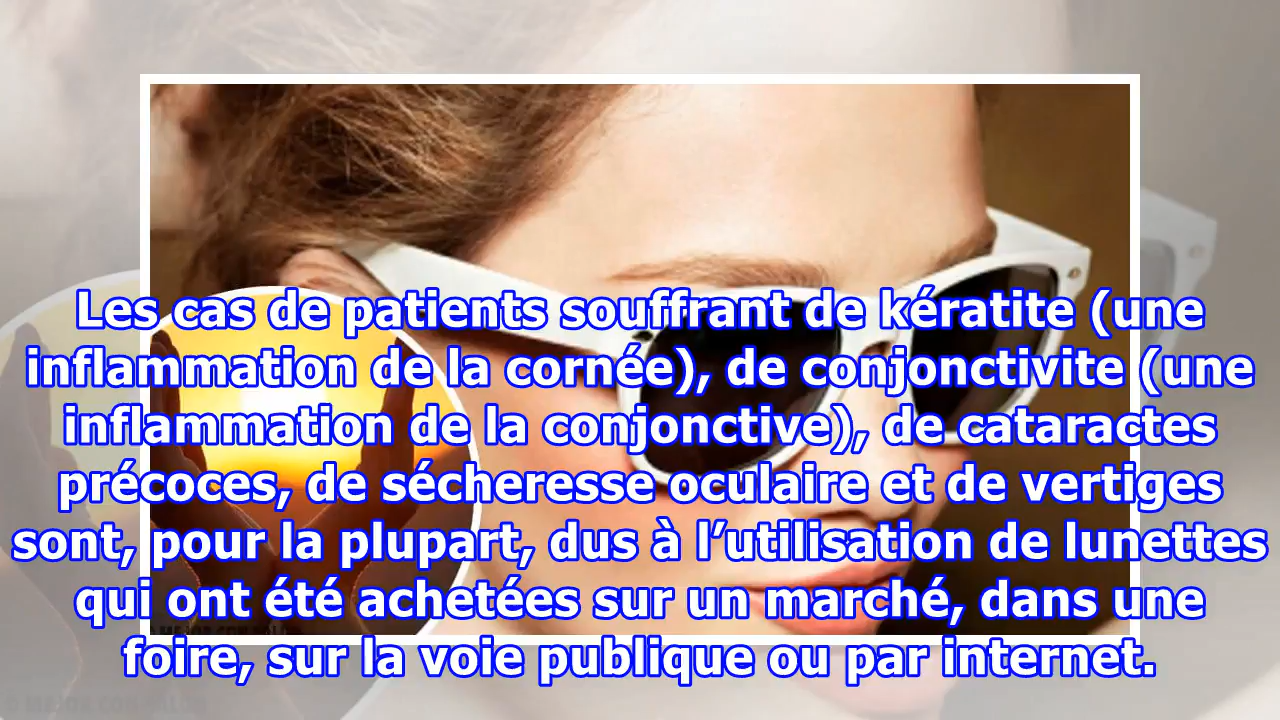 Les cas de patients souffrant de kératite (une
inflammation de la cornée), de conjonctivite (une
inflammation de la conjonctive), de cataractes
précoces, de sécheresse oculaire et de vertiges
sont, pour la plupart, dus à l’utilisation de lunettes
qui ont été achetées sur un marché, dans une
foire, sur la voie publique ou par internet.